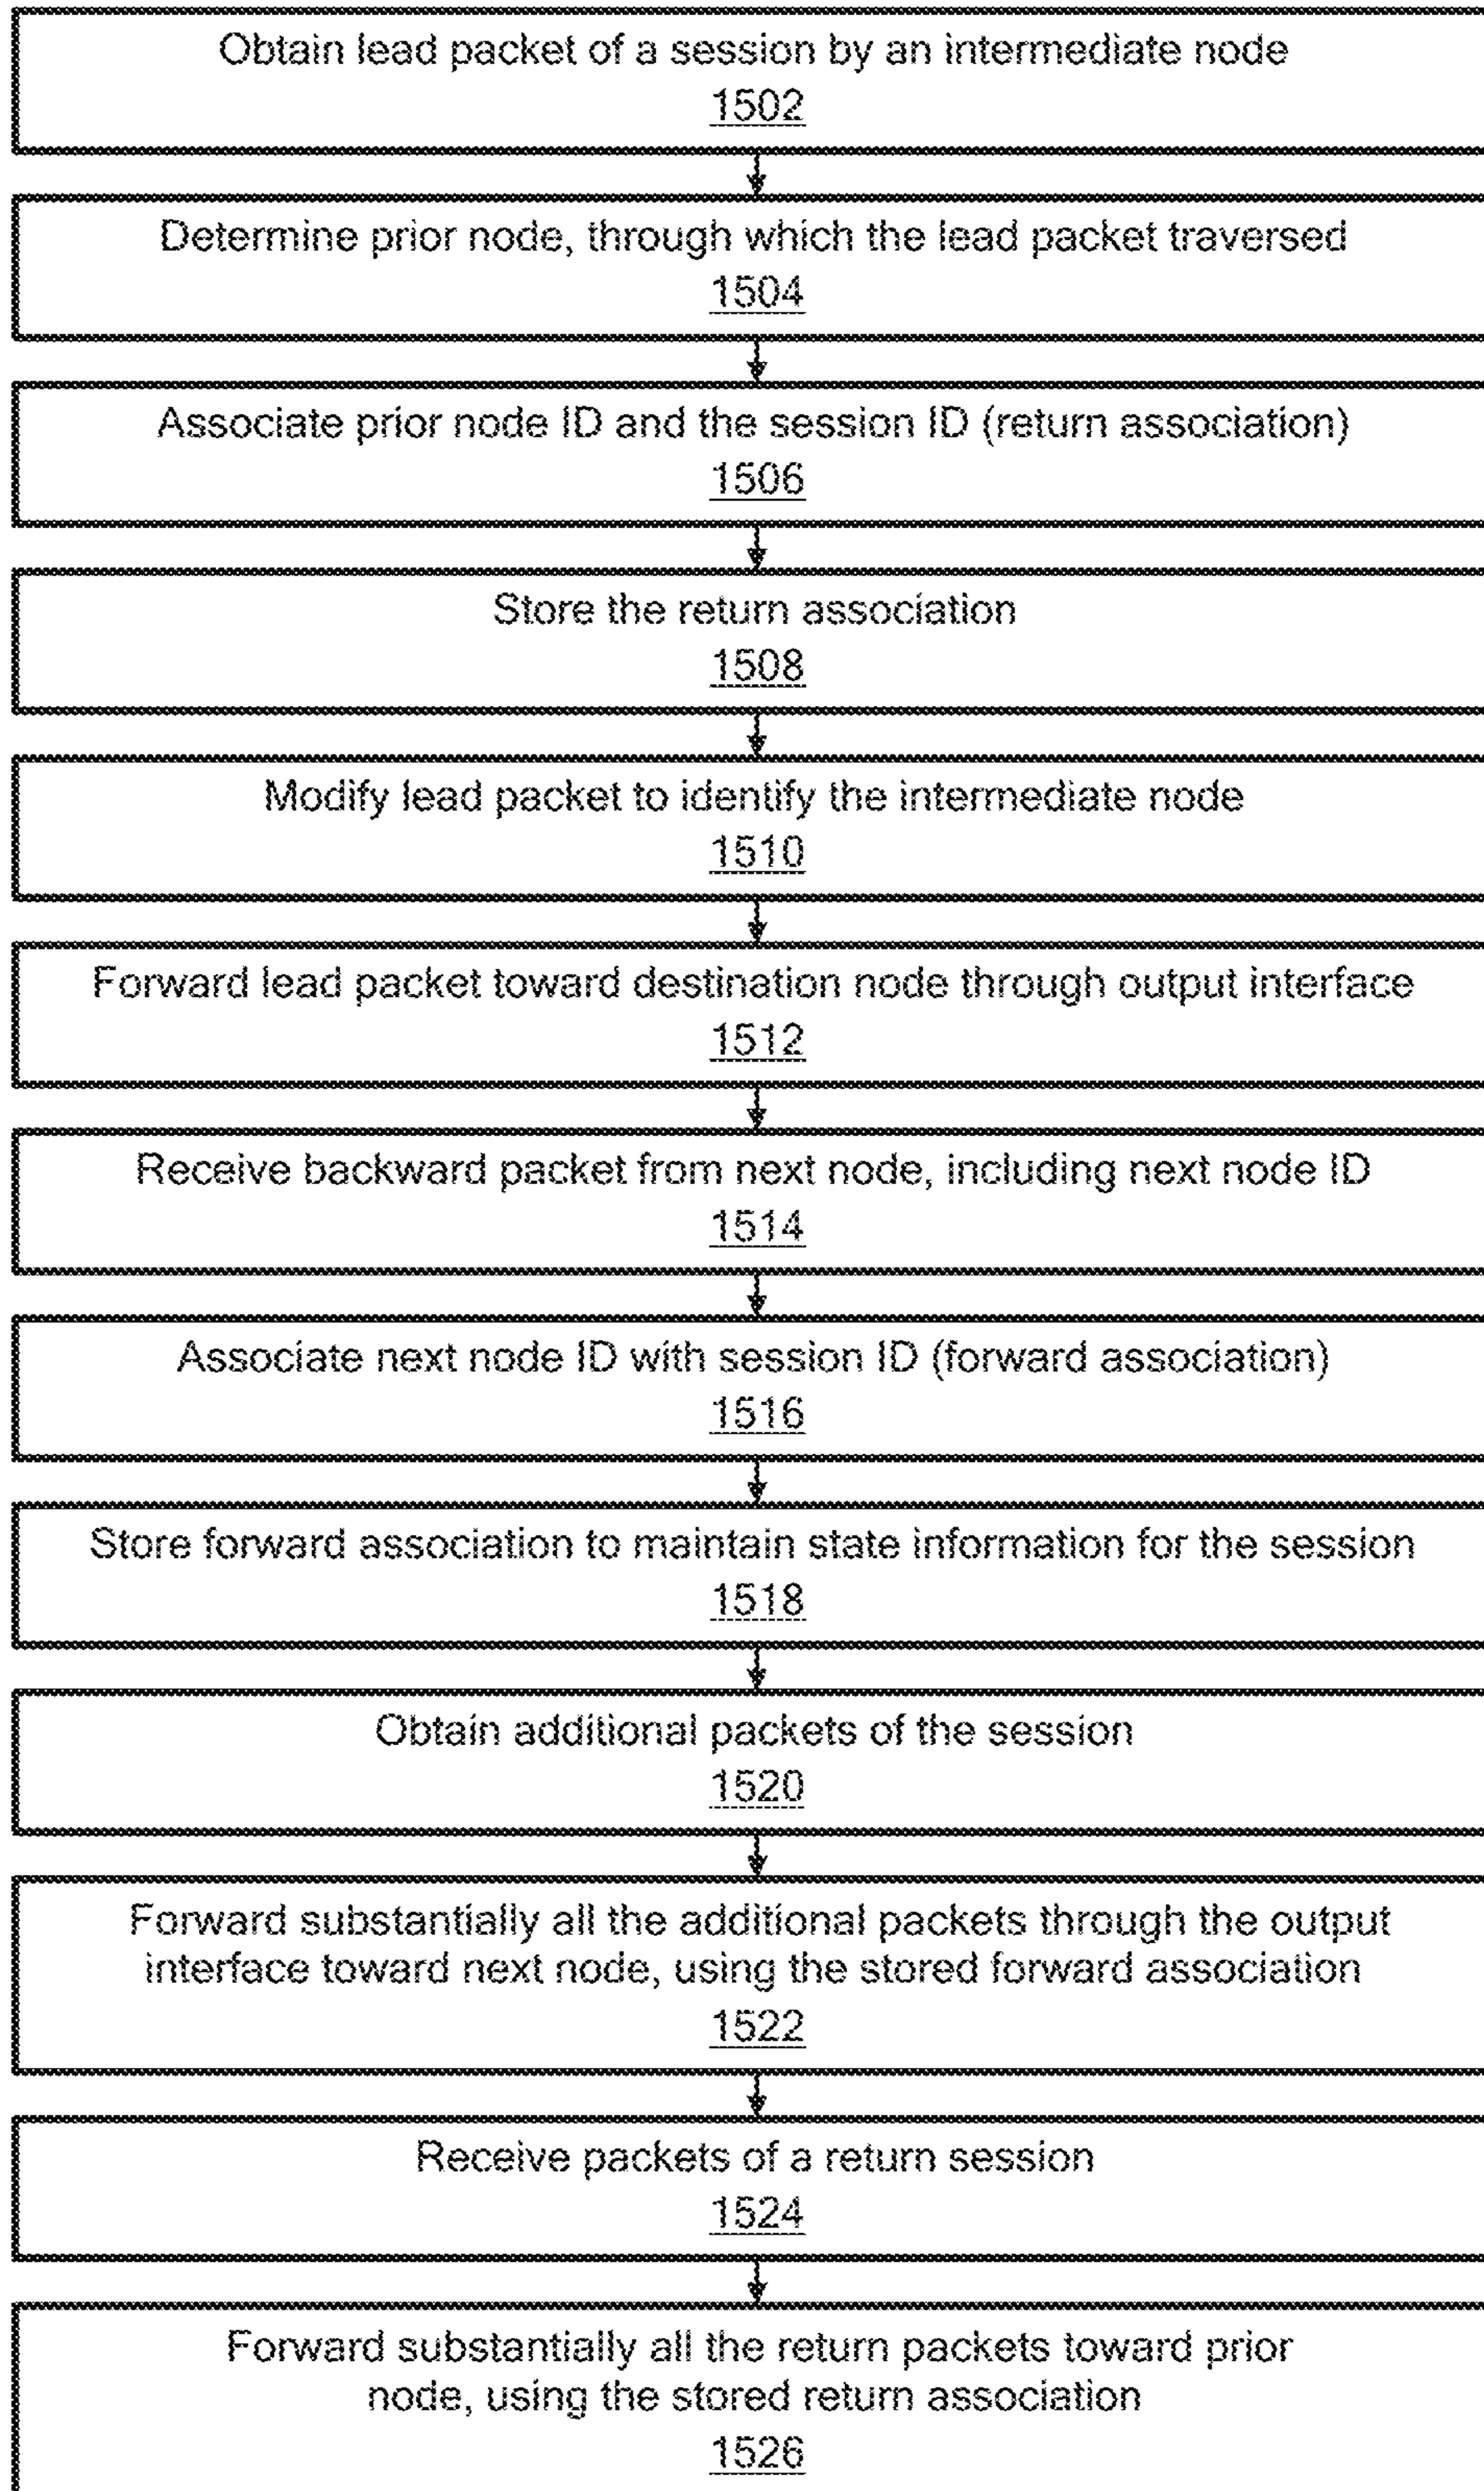 Obtain lead packet of a session by an intermediate node
1502
Determine prior node, through which the lead packet traversed
1504
Associate prior node ID and the session ID (return association)
1506
Store the return association
1508
Modify lead packet to identify the intermediate node
1510
Forward lead packet toward destination node through output interface
1512
Receive backward packet from next node, including next node ID
1514
Associate next node ID with session ID (forward association)
1516
Store forward association to maintain state information for the session
1518
Obtain additional packets of the session
1520
Forward substantially all the additional packets through the output
interface toward next node, using the stored forward association
1522
Receive packets of a return session
1524
Forward substantially all the return packets toward prior
node, using the stored return association
1526